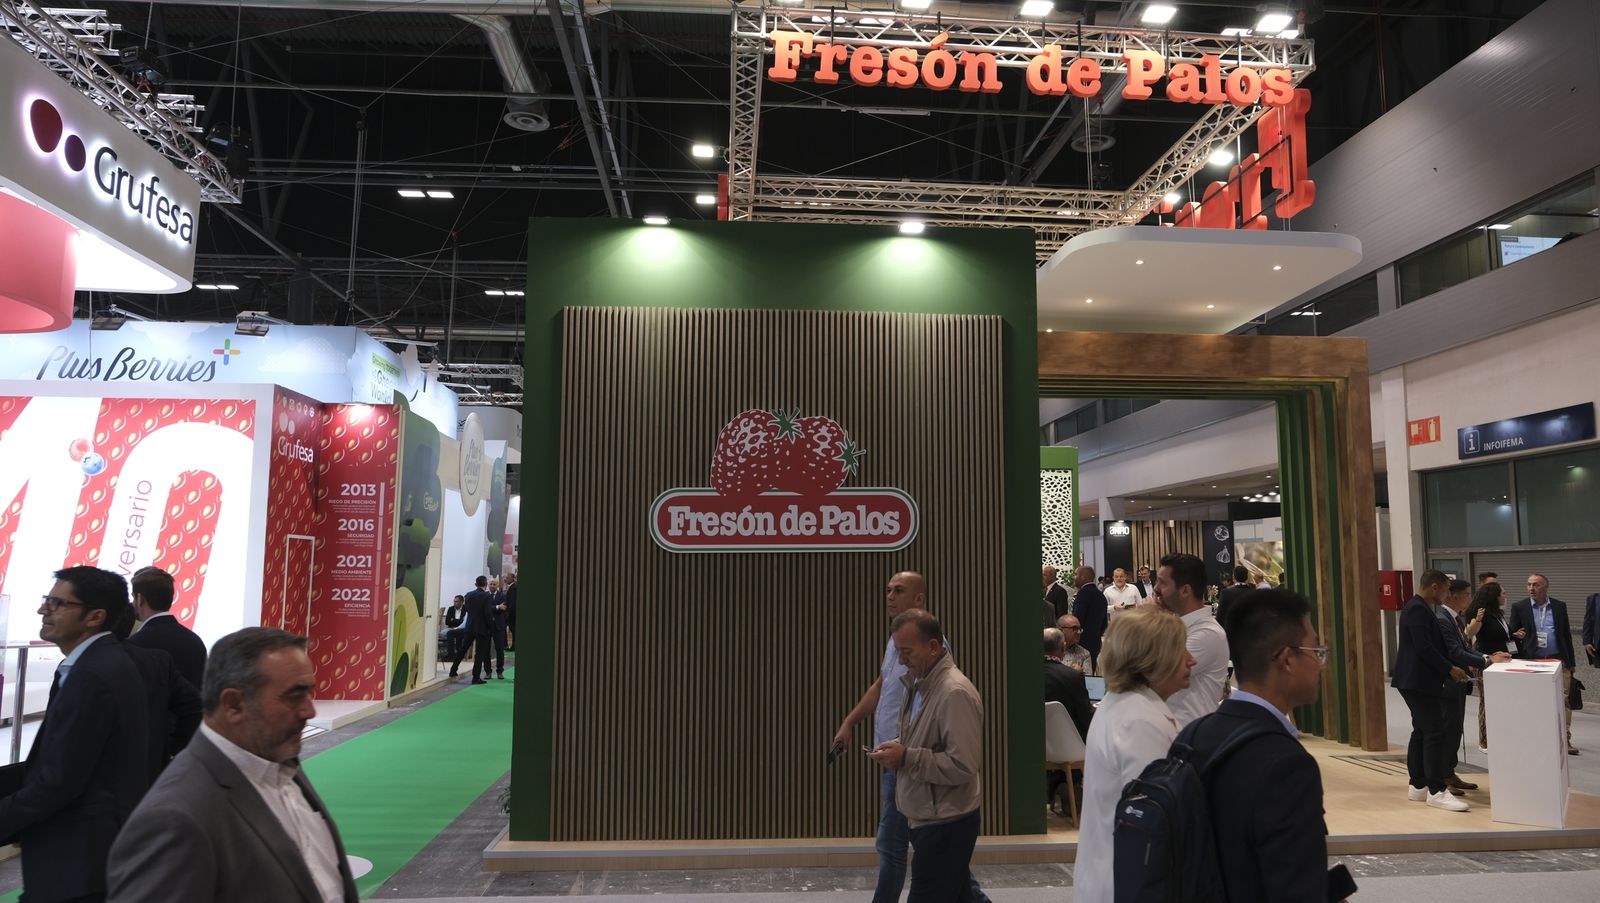 Fresón de Palos
Grufesa
Plus Berries
Grufesa
versario
2013
RIEGO DE PRECISIÓN
2016
SEGURIDAD
2021
MEDIO AMBIENTE
2022
EFICIENCIA
Fresón de Palos
i INFOIFEMA